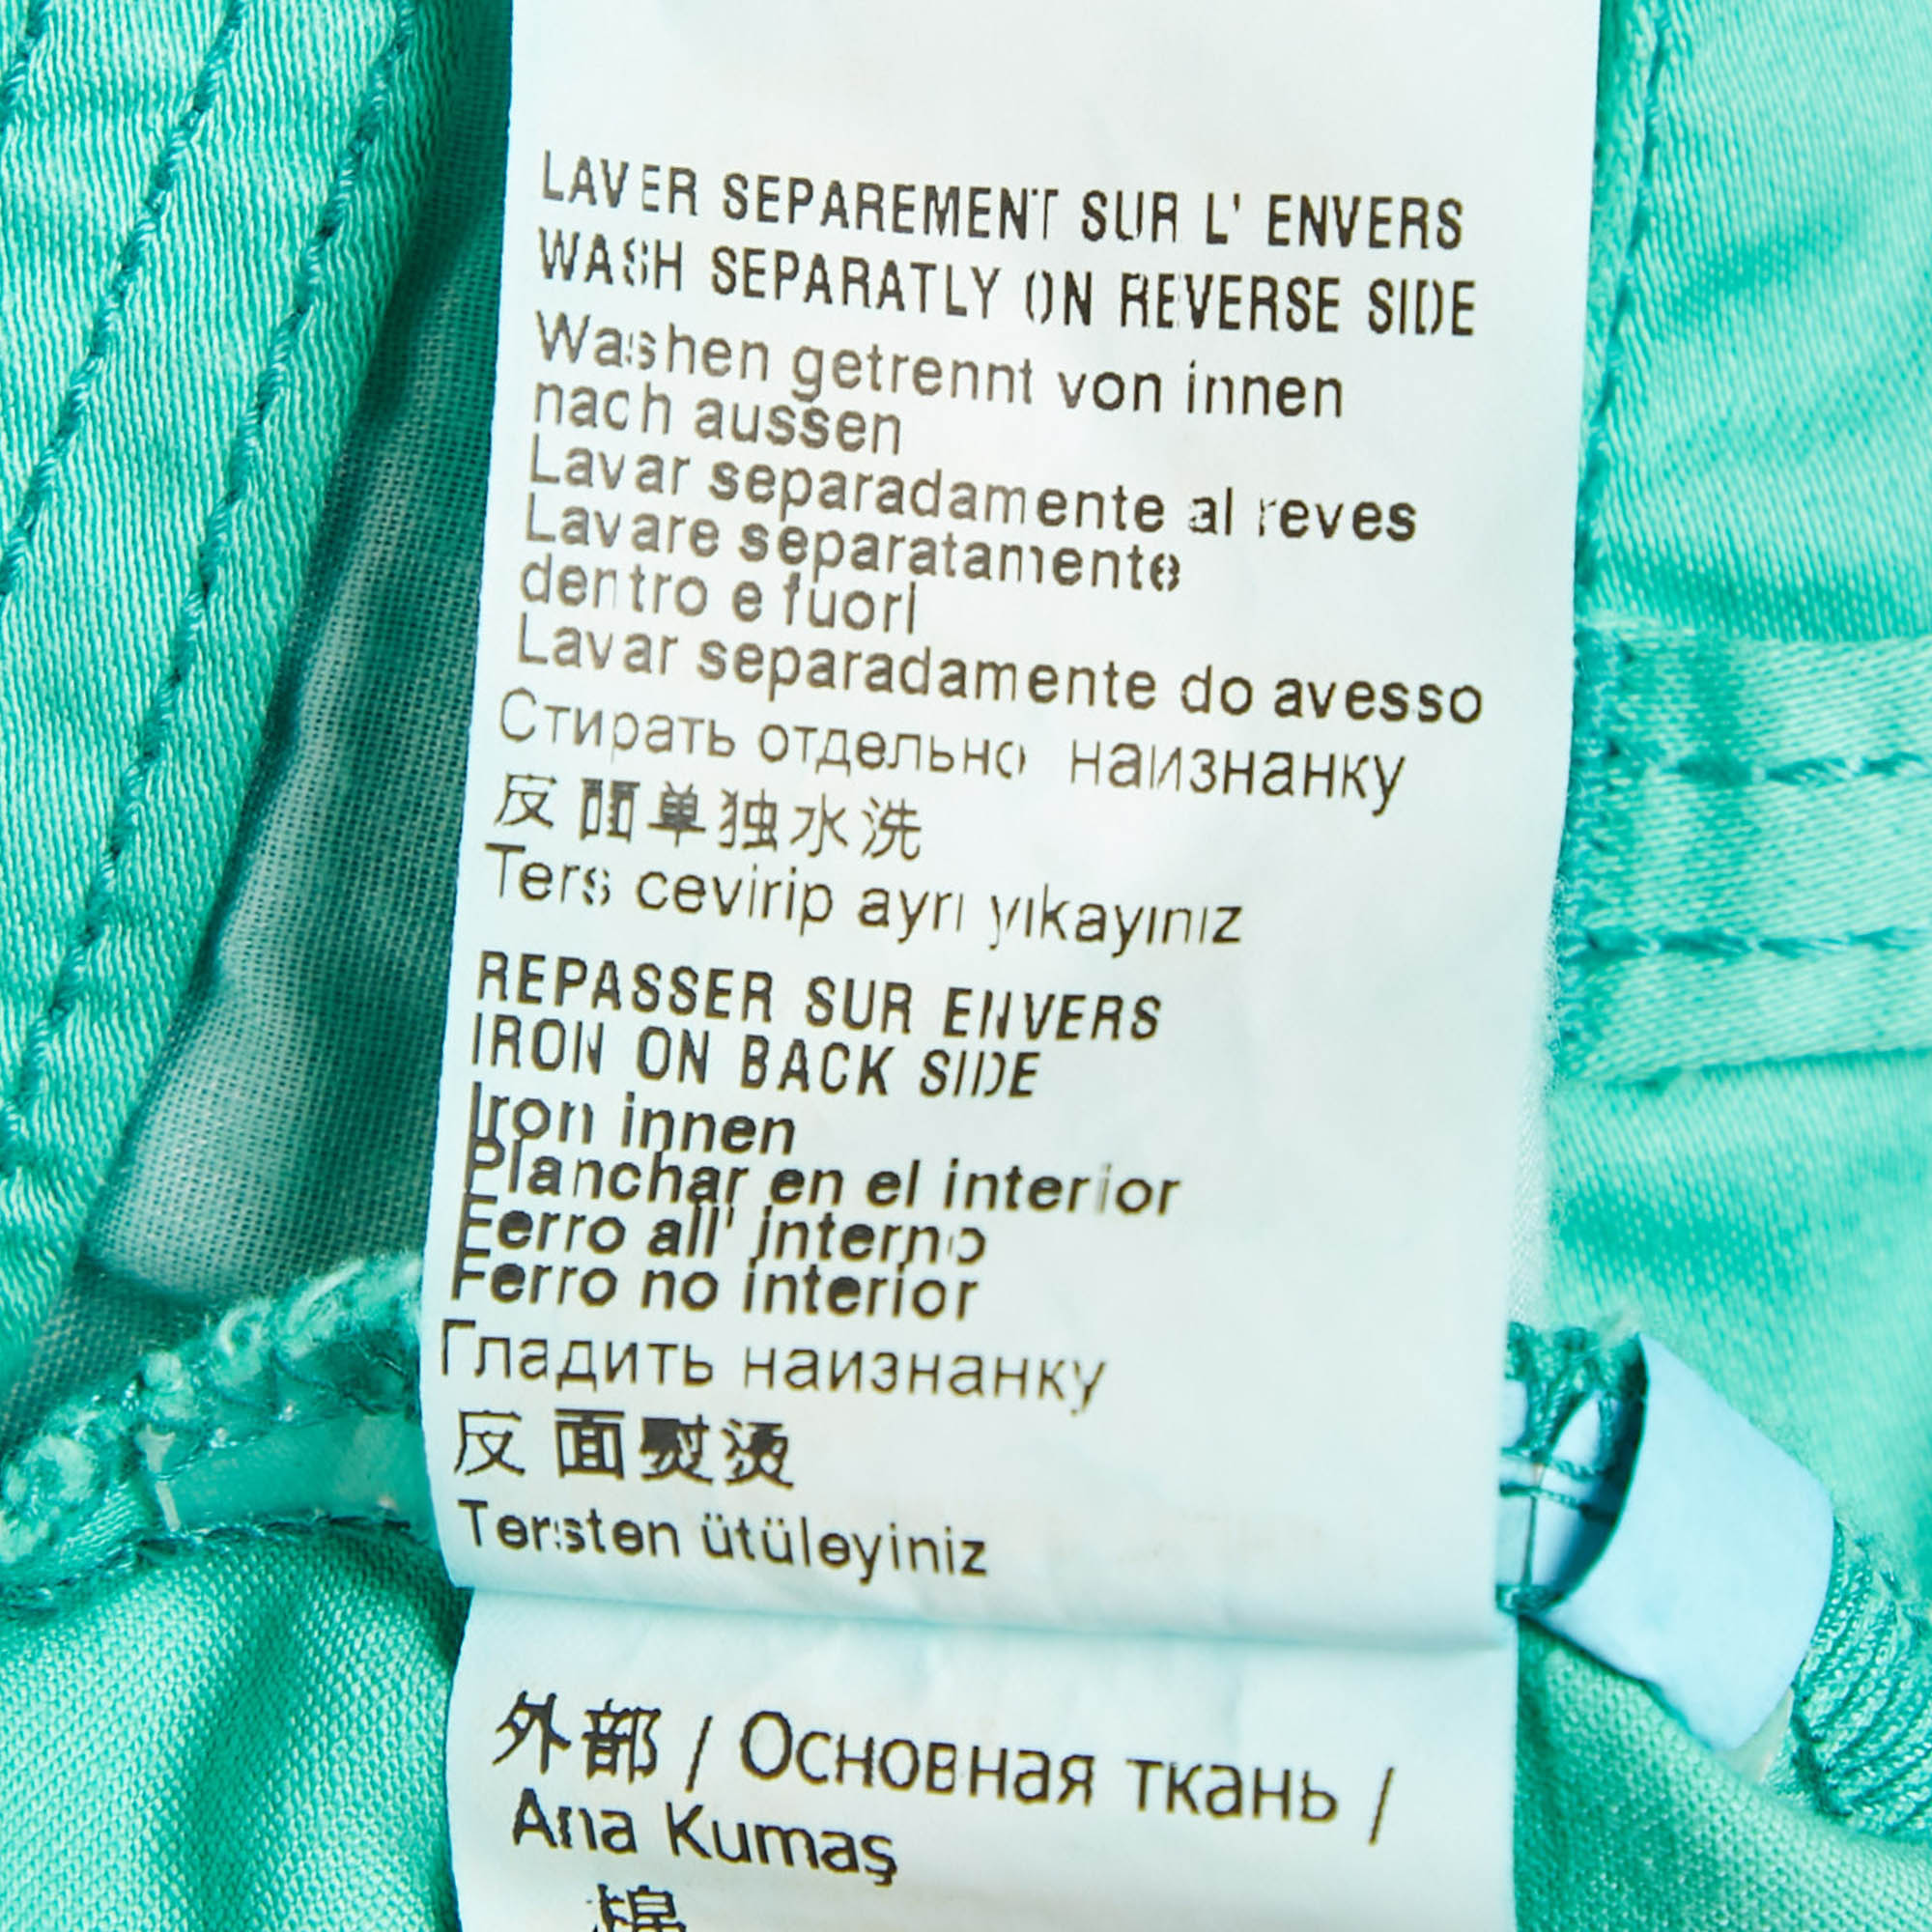 LAVER SEPAREMENT SUR L' ENVERS
WASH SEPARATLY ON REVERSE SIDE
Washen getrennt von innen
nach aussen
Lavar separadamente al reves
Lavare separatamente
dentro e fuori
Lavar separadamente do avesso
Стирать отдельно наизнанку
反面单独水洗
Ters cevirip ayrı yıkayınız
REPASSER SUR ENVERS
IRON ON BACK SIDE
Iron innen
Planchar en el interior
Ferro all' interno
Ferro no interior
Гладить наизнанку
反面熨烫
Tersten ütüleyiniz
外部 / Основная ткань /
Ana Kumaş
棉